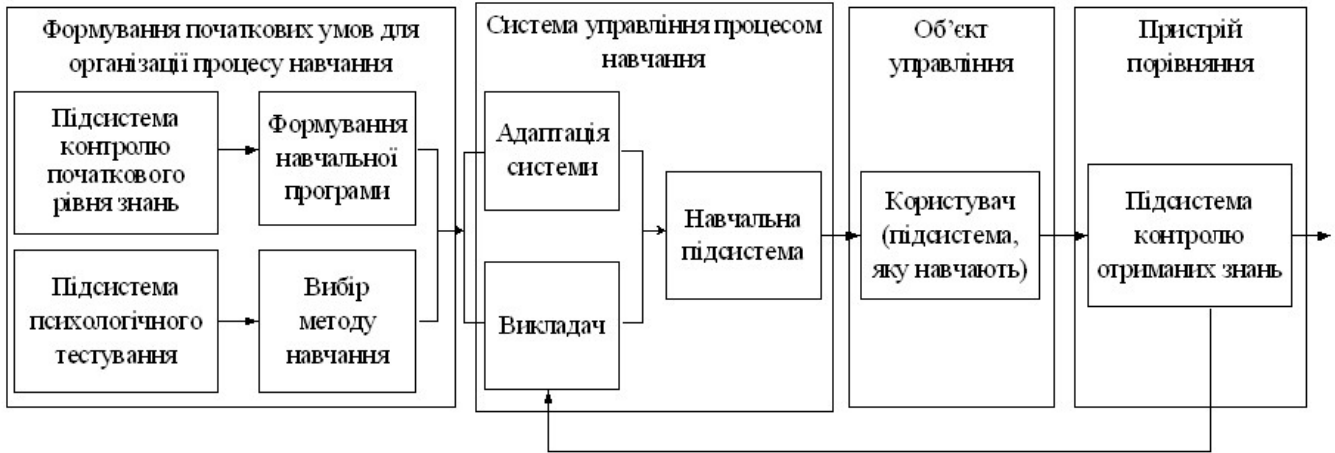 Формування початкових умов для
організації процесу навчання
Підсистема
контролю
початкового
рівня знань
Формування
навчальної
програми
Підсистема
психологічного
тестування
Вибір
методу
навчання
Система управління процесом
навчання
Адаптація
системи
Викладач
Навчальна
підсистема
Об’єкт
управління
Користувач
(підсистема,
яку навчають)
Пристрій
порівняння
Підсистема
контролю
отриманих знань